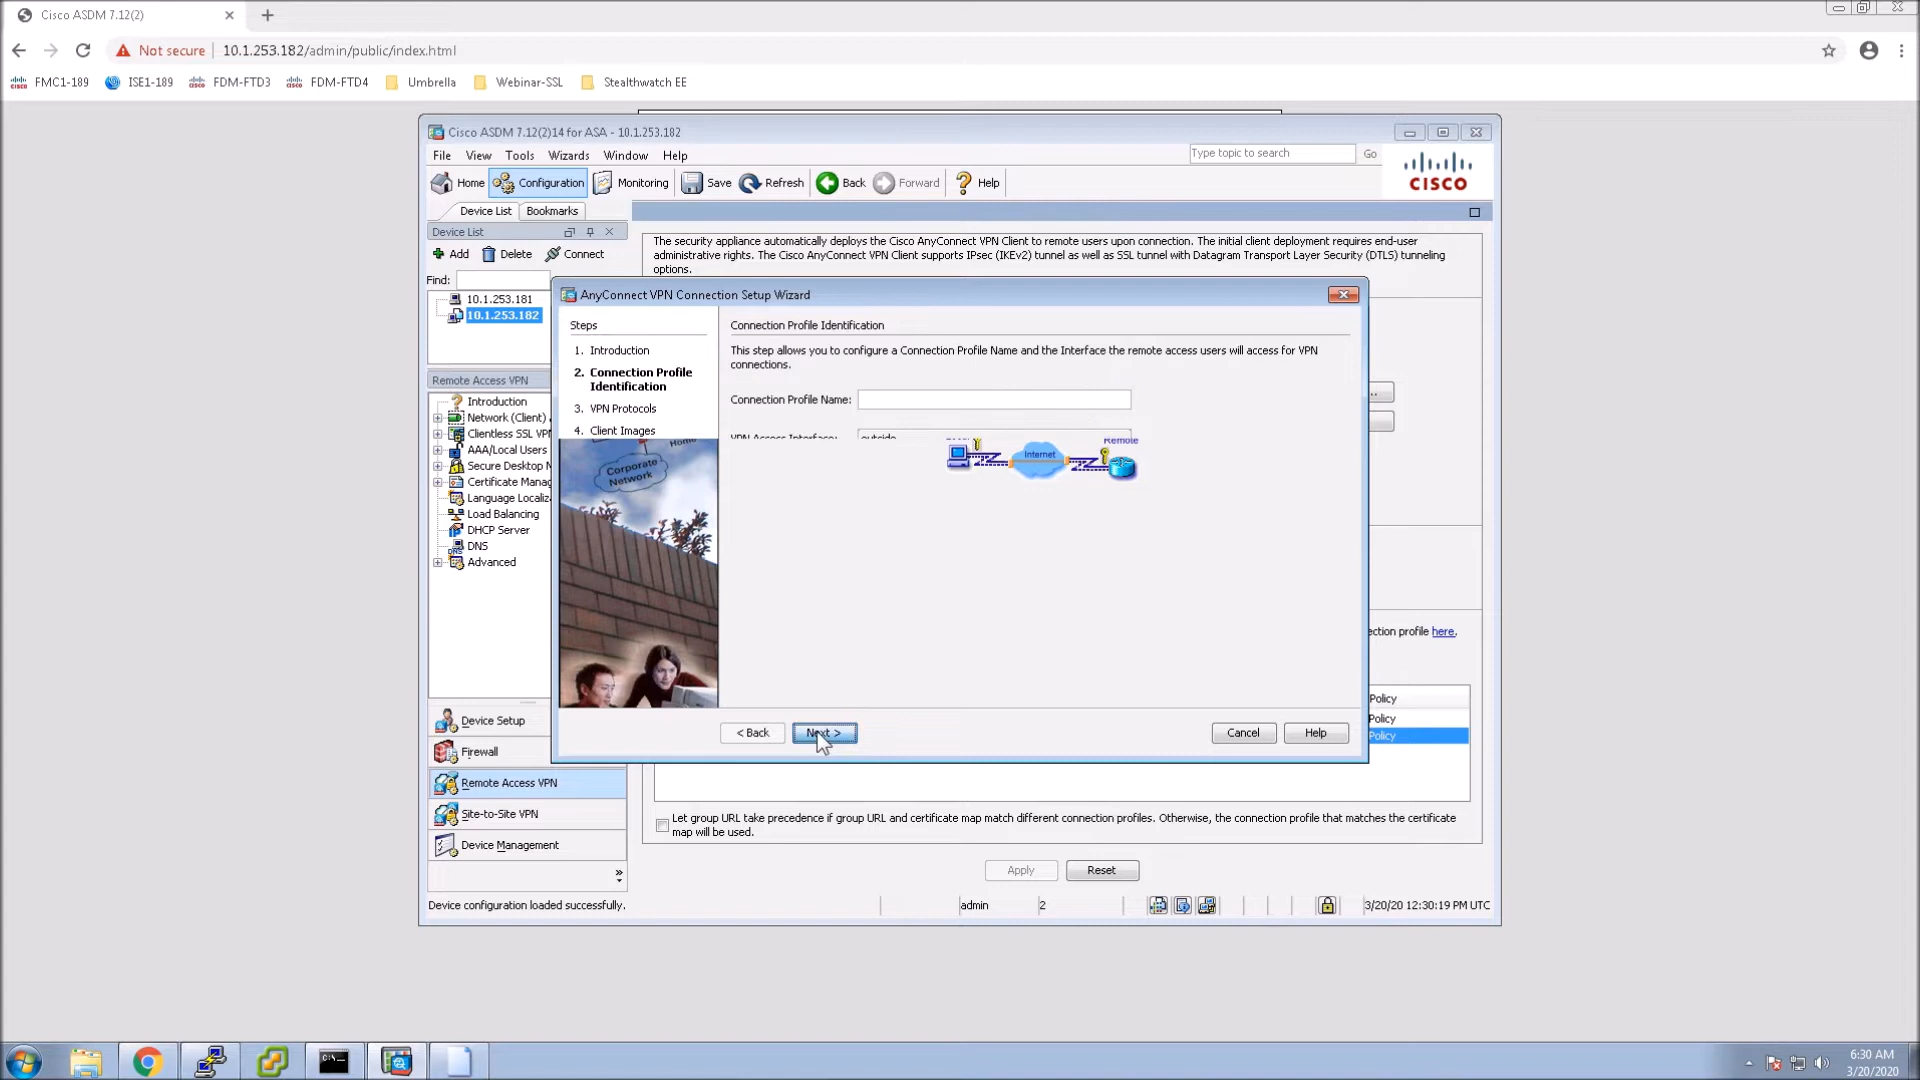 Cisco ASDM 7.12(2)
Not secure
10.1.253.182/admin/public/index.html
FMC1-189
ISE1-189
FDM-FTD3
FDM-FTD4
Umbrella
Webinar-SSL
Stealthwatch EE
Cisco ASDM 7.12(2)14 for ASA - 10.1.253.182
File View Tools Wizards Window Help
Type topic to search
Go
CISCO
Home
Configuration
Monitoring
Save
Refresh
Back
Forward
Help
Device List
Bookmarks
Device List
Add
Delete
Connect
Find:
10.1.253.181
10.1.253.182
The security appliance automatically deploys the Cisco AnyConnect VPN Client to remote users upon connection. The initial client deployment requires end-user
administrative rights. The Cisco AnyConnect VPN Client supports IPsec (IKEv2) tunnel as well as SSL tunnel with Datagram Transport Layer Security (DTLS) tunneling
options.
AnyConnect VPN Connection Setup Wizard
Steps
1. Introduction
2. Connection Profile
Identification
3. VPN Protocols
4. Client Images
Corporate
Network
Connection Profile Identification
This step allows you to configure a Connection Profile Name and the Interface the remote access users will access for VPN
connections.
Connection Profile Name:
VPN Access Interface:
outside
Internet
Remote
< Back
Next >
Cancel
Help
Remote Access VPN
Introduction
Network (Client)
Clientless SSL VPN
AAA/Local Users
Secure Desktop M
Certificate Manag
Language Localiz
Load Balancing
DHCP Server
DNS
Advanced
Device Setup
Firewall
Remote Access VPN
Site-to-Site VPN
Device Management
ection profile here.
Policy
Policy
Policy
Let group URL take precedence if group URL and certificate map match different connection profiles. Otherwise, the connection profile that matches the certificate
map will be used.
Apply
Reset
Device configuration loaded successfully.
admin
2
3/20/20 12:30:19 PM UTC
6:30 AM
3/20/2020